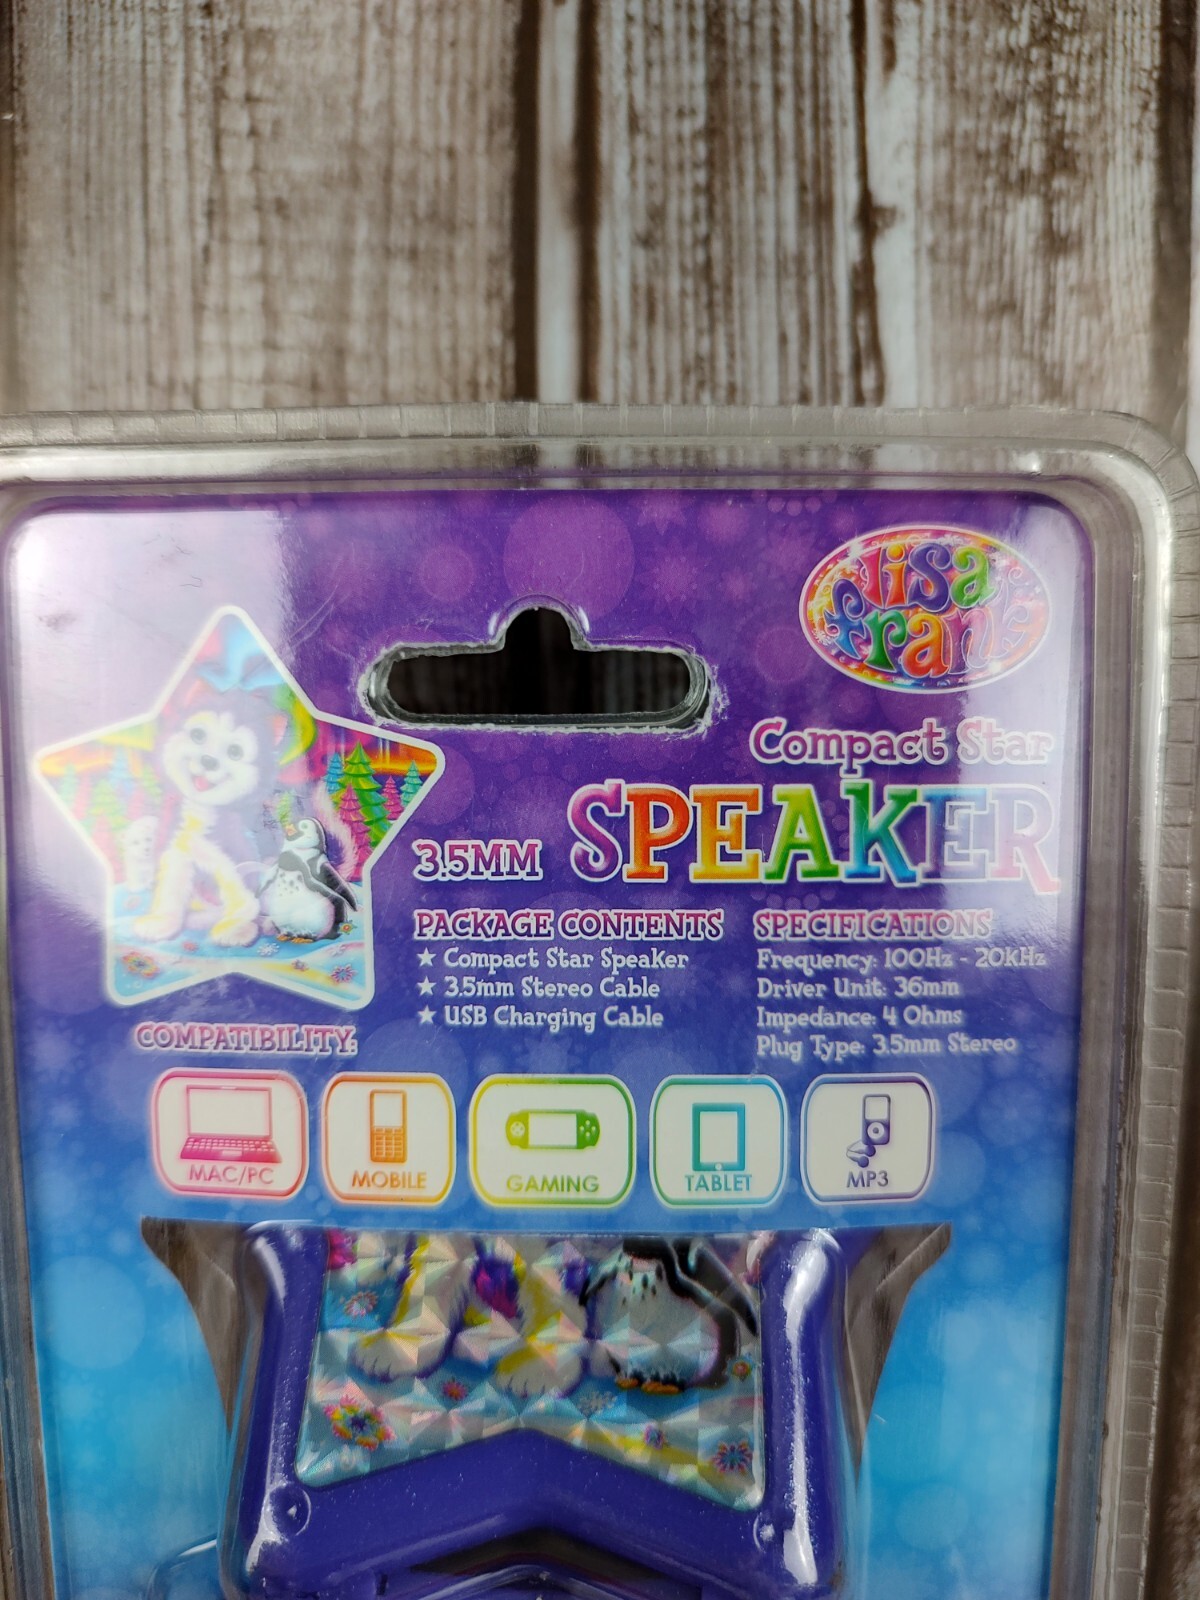 lisa
frank
Compact Star
3.5MM SPEAKER
PACKAGE CONTENTS
★ Compact Star Speaker
★ 3.5mm Stereo Cable
★ USB Charging Cable
SPECIFICATIONS
Frequency: 100Hz - 20kHz
Driver Unit: 36mm
Impedance: 4 Ohms
Plug Type: 3.5mm Stereo
COMPATIBILITY:
MAC/PC
MOBILE
GAMING
TABLET
MP3